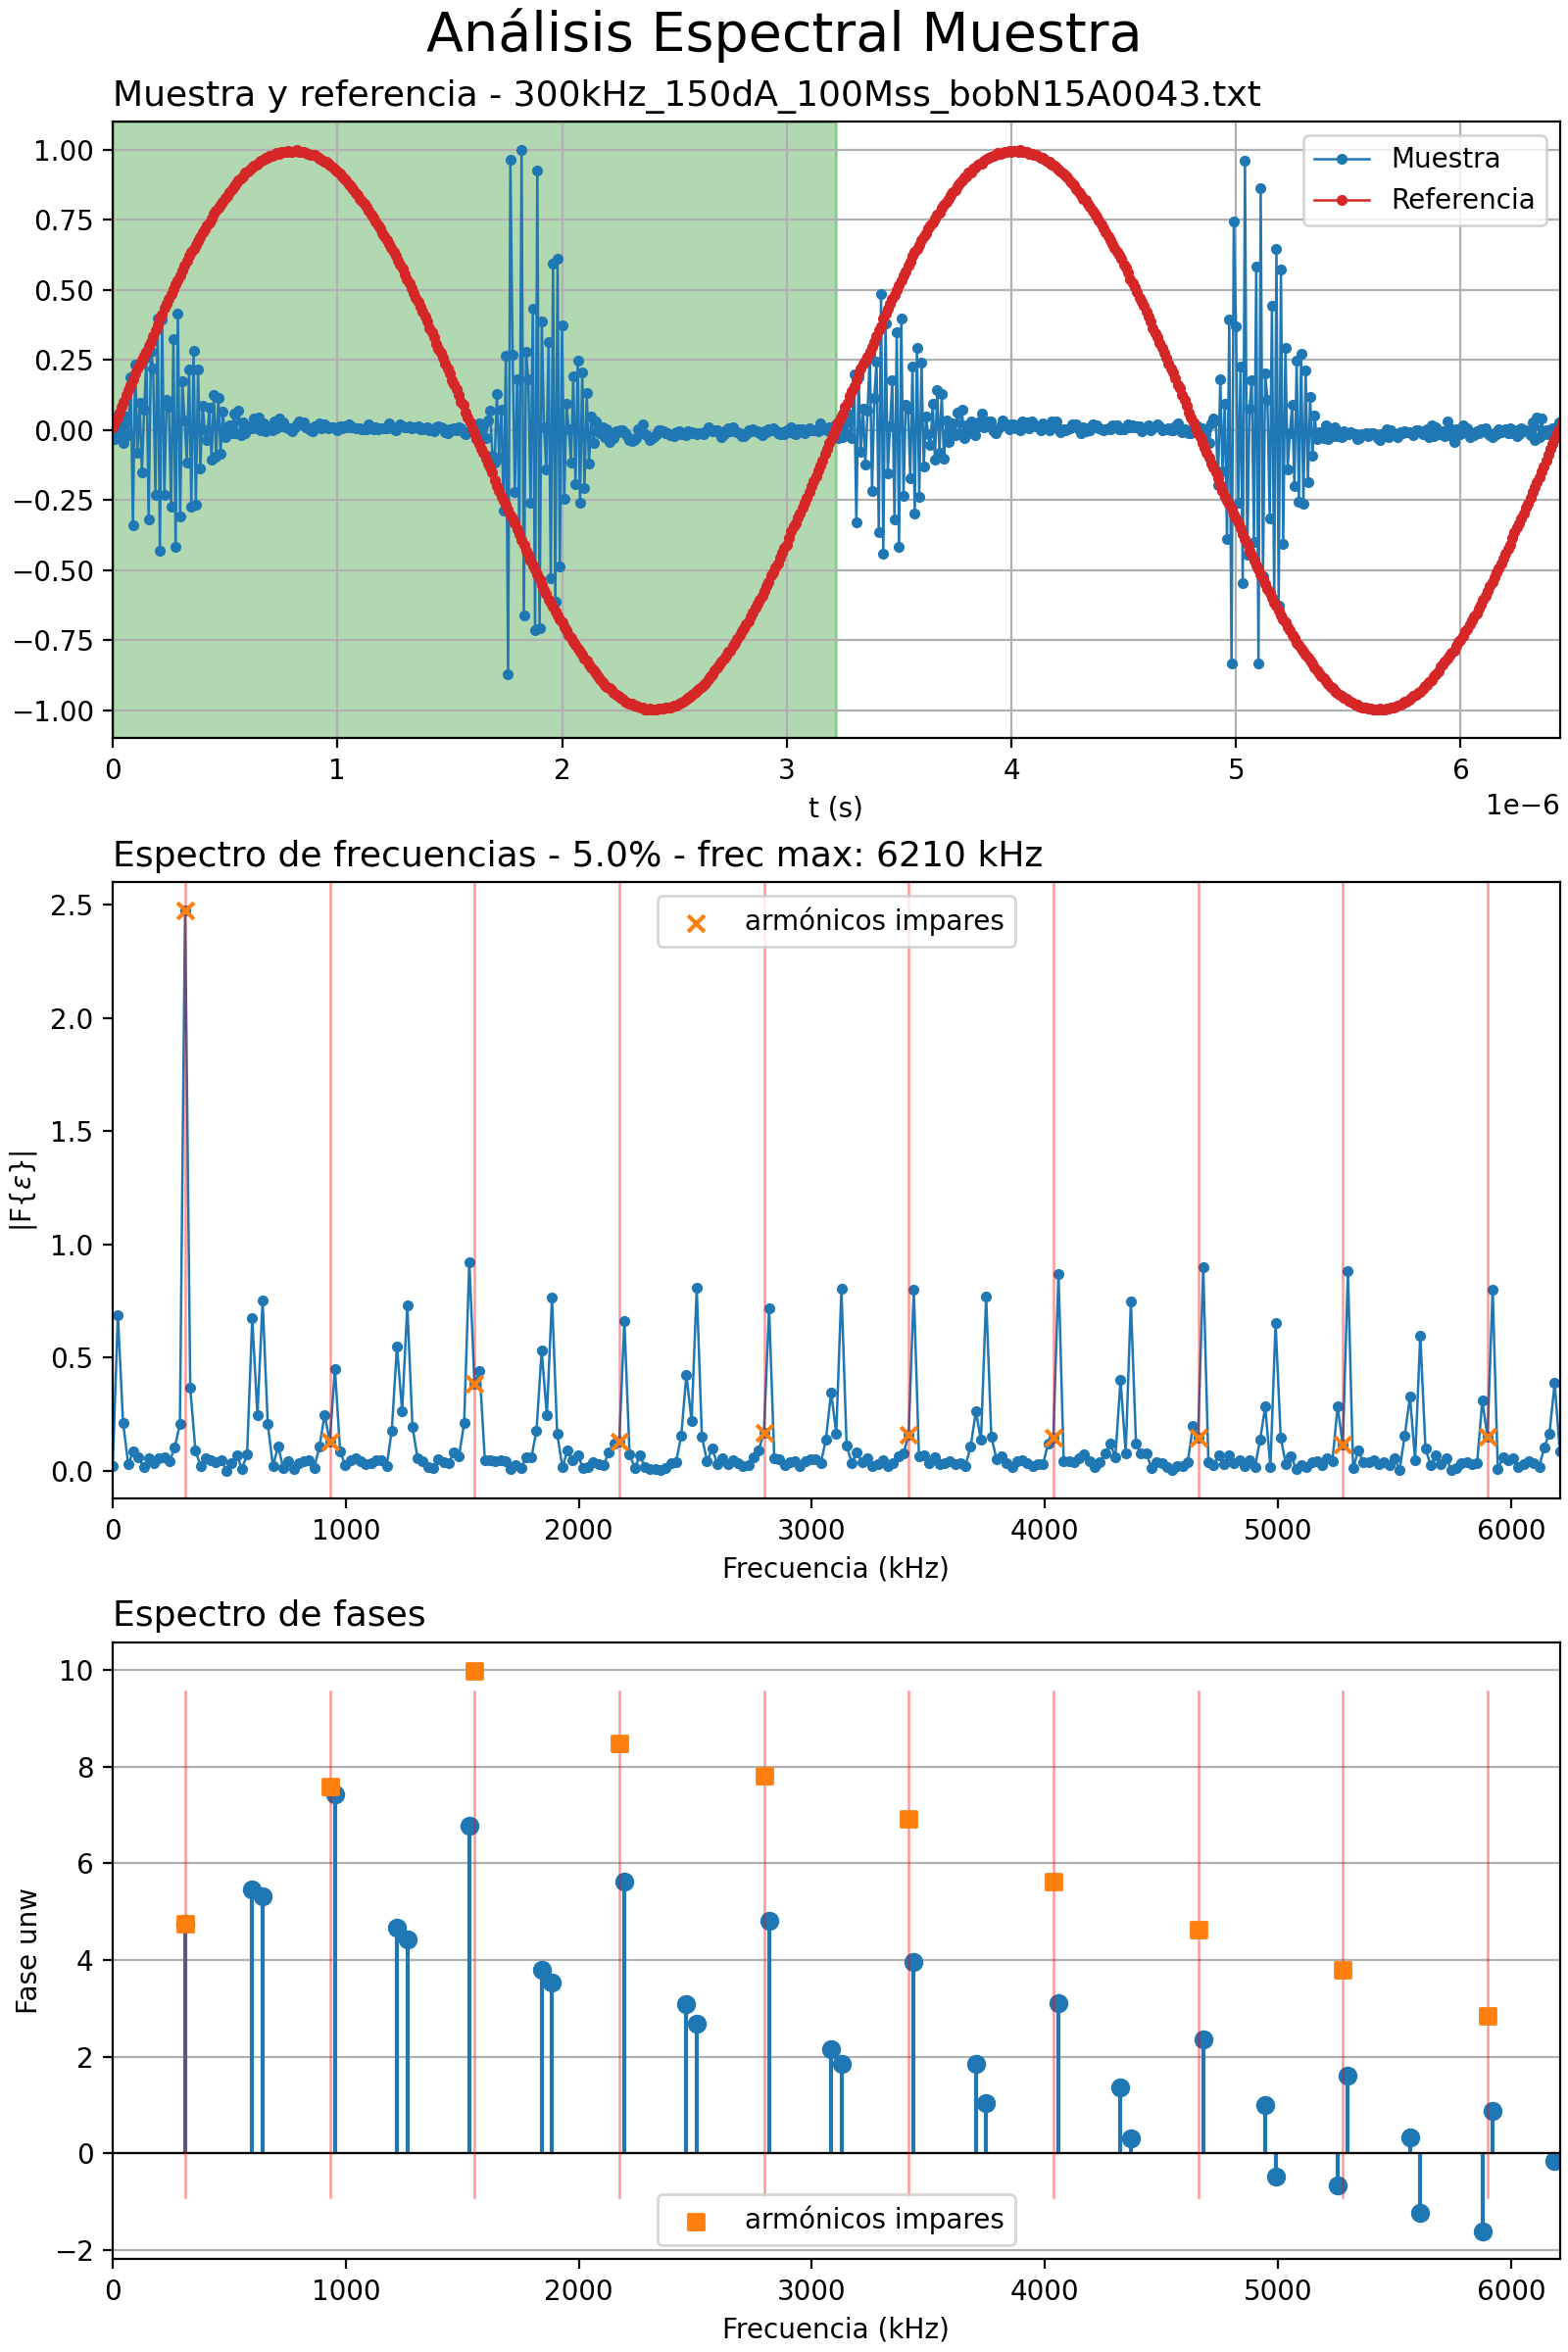 Análisis Espectral Muestra
Muestra y referencia - 300kHz_150dA_100Mss_bobN15A0043.txt
1.00
0.75
0.50
0.25
0.00
−0.25
−0.50
−0.75
−1.00
Muestra
Referencia
0 1 2 3 4 5 6
1e−6
t (s)
Espectro de frecuencias - 5.0% - frec max: 6210 kHz
2.5
2.0
1.5
1.0
0.5
0.0
|F{ε}|
armónicos impares
0 1000 2000 3000 4000 5000 6000
Frecuencia (kHz)
Espectro de fases
10
8
6
4
2
0
−2
Fase unw
armónicos impares
0 1000 2000 3000 4000 5000 6000
Frecuencia (kHz)